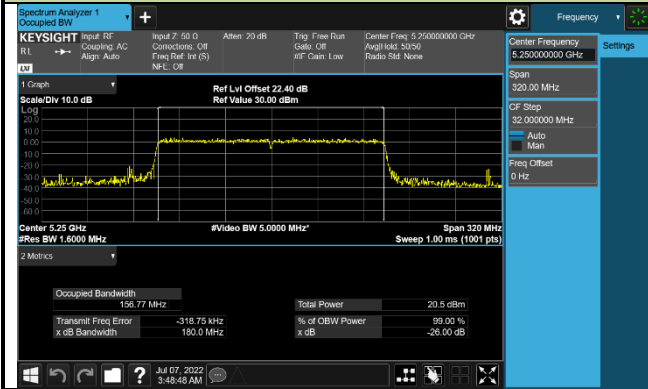 Spectrum Analyzer 1
Occupied BW
Frequency
KEYSIGHT
Input: RF
Coupling: AC
Align: Auto
RL
LXI
Input Z: 50 Ω
Corrections: Off
Freq Ref: Int (S)
NFE: Off
Atten: 20 dB
Trig: Free Run
Gate: Off
#IF Gain: Low
Center Freq: 5.250000000 GHz
Avg|Hold: 50/50
Radio Std: None
Center Frequency
5.250000000 GHz
Settings
Span
320.00 MHz
CF Step
32.000000 MHz
Auto
Man
Freq Offset
0 Hz
1 Graph
Ref Lvl Offset 22.40 dB
Scale/Div 10.0 dB
Ref Value 30.00 dBm
Log
20.0
10.0
0.00
-10.0
-20.0
-30.0
-40.0
-50.0
-60.0
Center 5.25 GHz
#Video BW 5.0000 MHz*
Span 320 MHz
#Res BW 1.6000 MHz
Sweep 1.00 ms (1001 pts)
2 Metrics
Occupied Bandwidth
156.77 MHz
Total Power
20.5 dBm
Transmit Freq Error
-318.75 kHz
% of OBW Power
99.00 %
x dB Bandwidth
180.0 MHz
x dB
-26.00 dB
Jul 07, 2022
3:48:48 AM